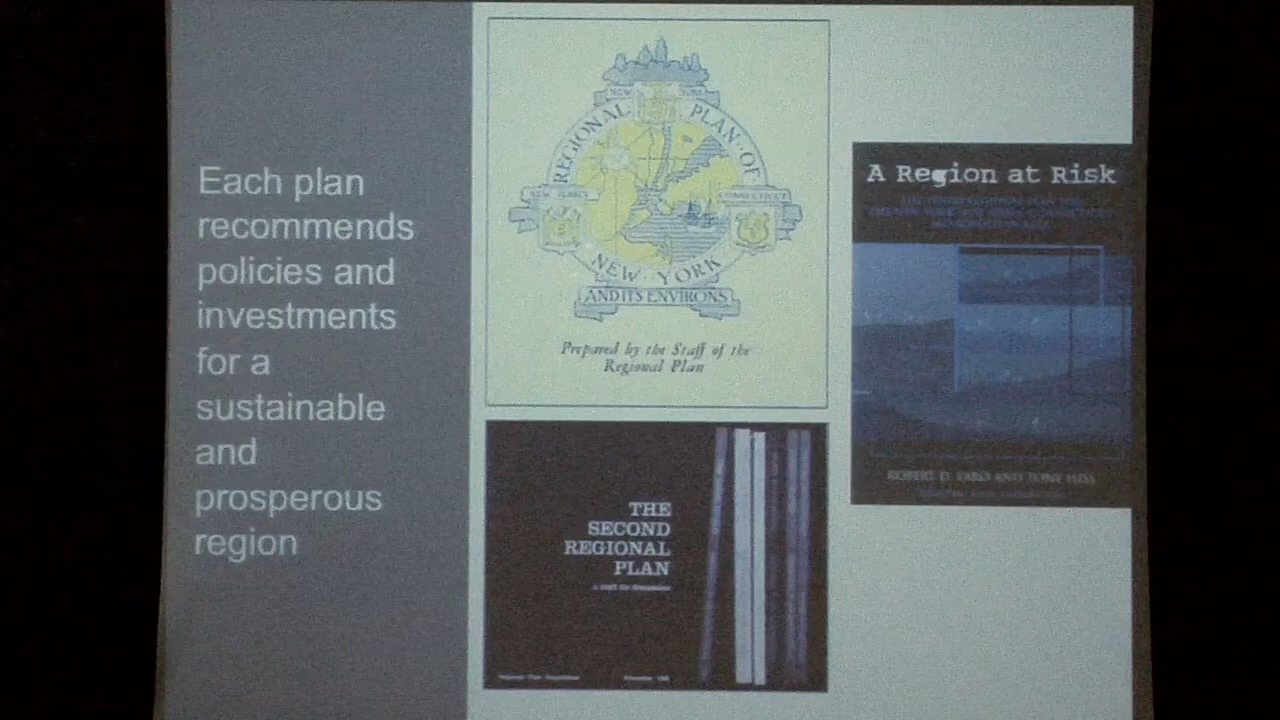 Each plan
recommends
policies and
investments
for a
sustainable
and
prosperous
region
NEW YORK
REGIONAL PLAN OF
NEW JERSEY
CONNECTICUT
NEW YORK
AND ITS ENVIRONS
Prepared by the Staff of the
Regional Plan
THE
SECOND
REGIONAL
PLAN
A Region at Risk
ROBERT D. YARO AND TONY HISS